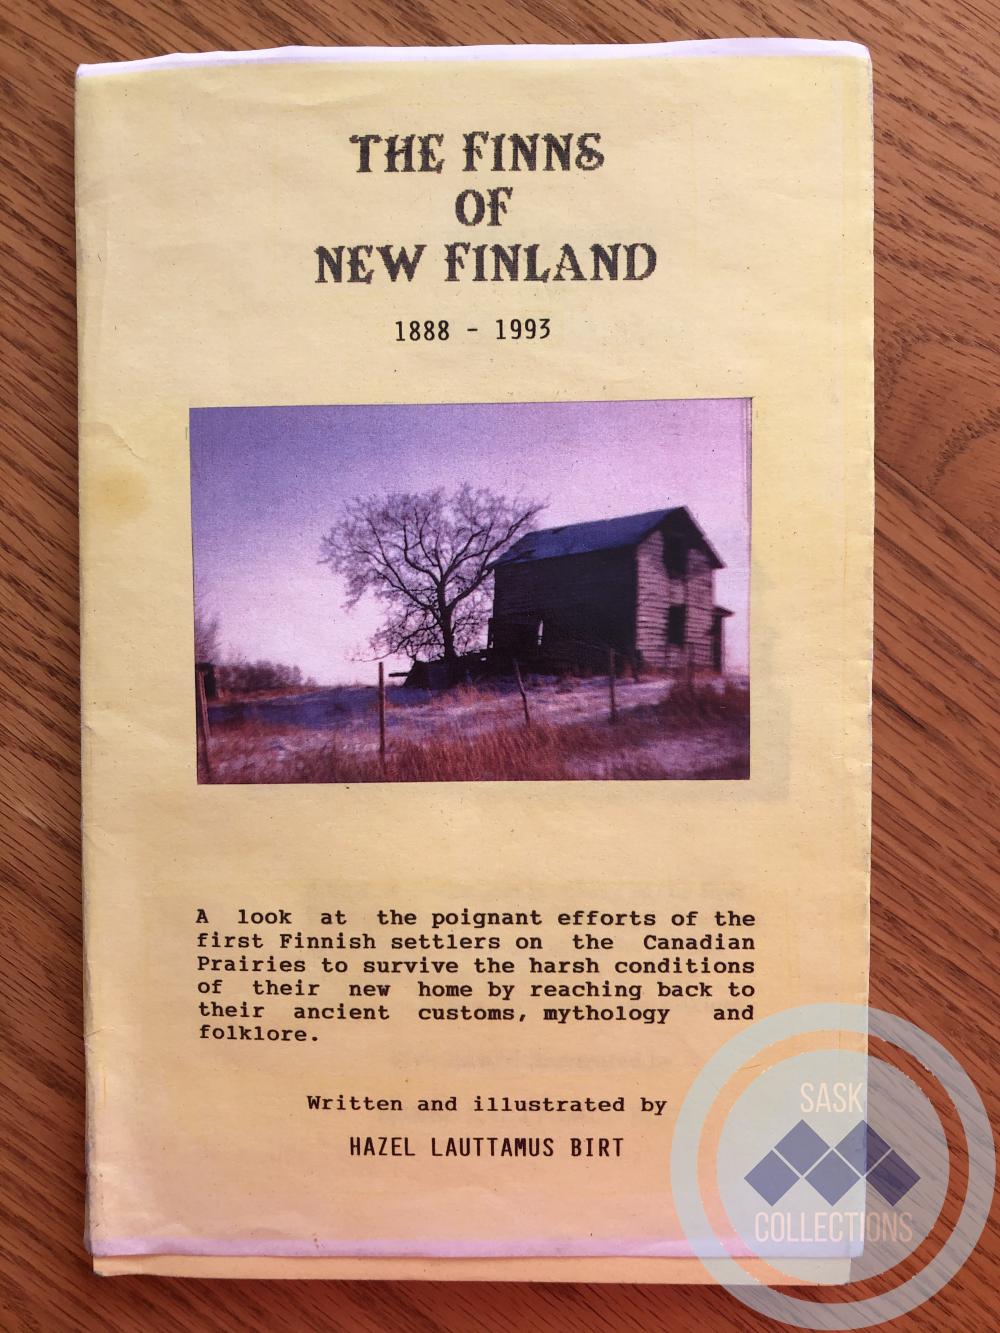 THE FINNS
OF
NEW FINLAND
1888 - 1993
A look at the poignant efforts of the
first Finnish settlers on the Canadian
Prairies to survive the harsh conditions
of their new home by reaching back to
their ancient customs, mythology and
folklore.
Written and illustrated by
HAZEL LAUTTAMUS BIRT
SASK
COLLECTIONS